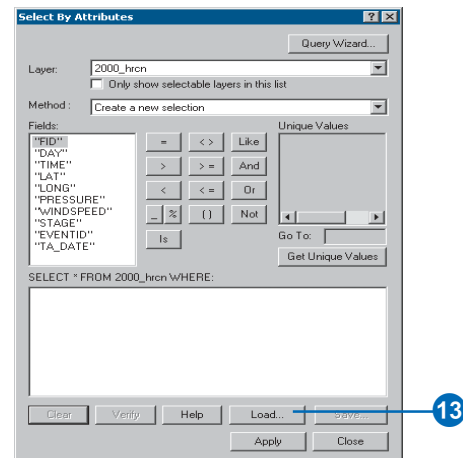 Select By Attributes
Query Wizard...
Layer: 2000_hrcn
Only show selectable layers in this list
Method : Create a new selection
Fields: Unique Values
"FID"
"DAY"
"TIME"
"LAT"
"LONG"
"PRESSURE"
"WINDSPEED"
"STAGE"
"EVENTID"
"TA_DATE"
= < > Like
> > = And
< < = Or
_ % ( ) Not
Is
Go To:
Get Unique Values
SELECT * FROM 2000_hrcn WHERE:
Clear Verify Help Load... Save...
Apply Close
13